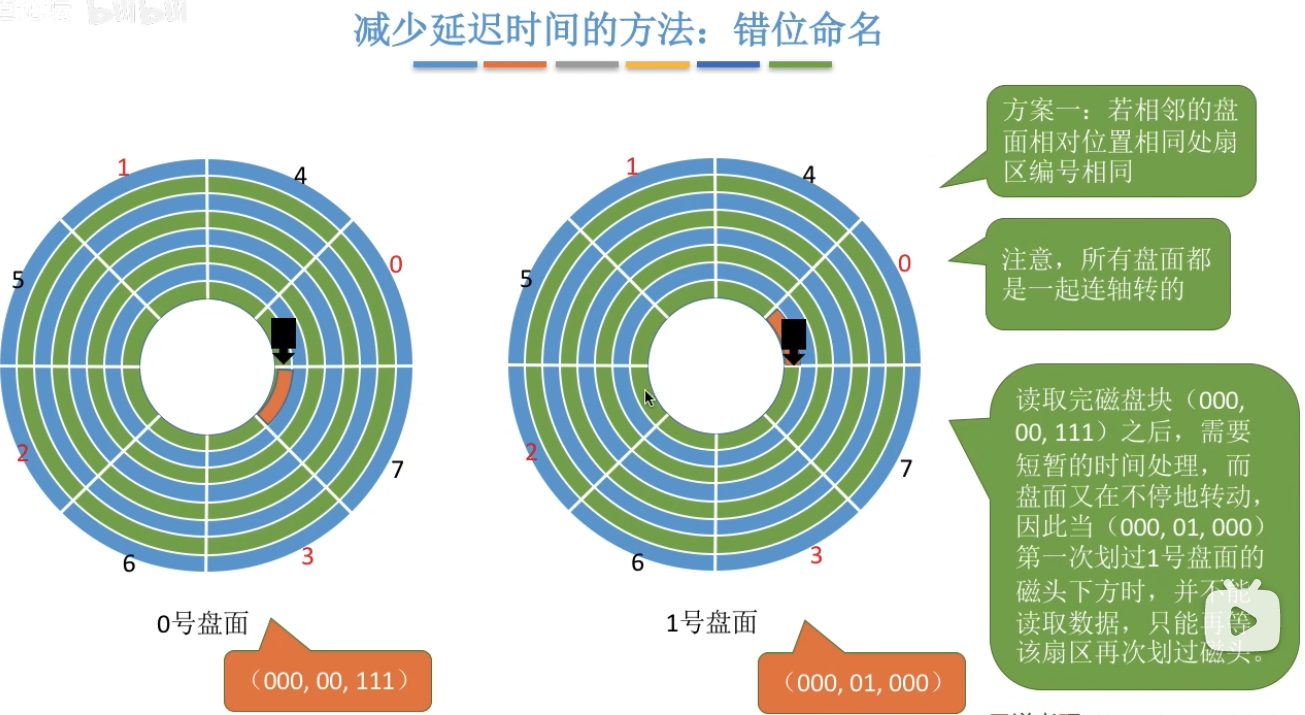 bilibili
减少延迟时间的方法：错位命名
方案一：若相邻的盘
面相对位置相同处扇
区编号相同
注意，所有盘面都
是一起连轴转的
读取完磁盘块（000,
00, 111）之后，需要
短暂的时间处理，而
盘面又在不停地转动，
因此当（000, 01, 000）
第一次划过1号盘面的
磁头下方时，并不能
读取数据，只能再等
该扇区再次划过磁头。
1
4
0
7
3
6
2
5
0号盘面
（000, 00, 111）
1
4
0
7
3
6
2
5
1号盘面
（000, 01, 000）